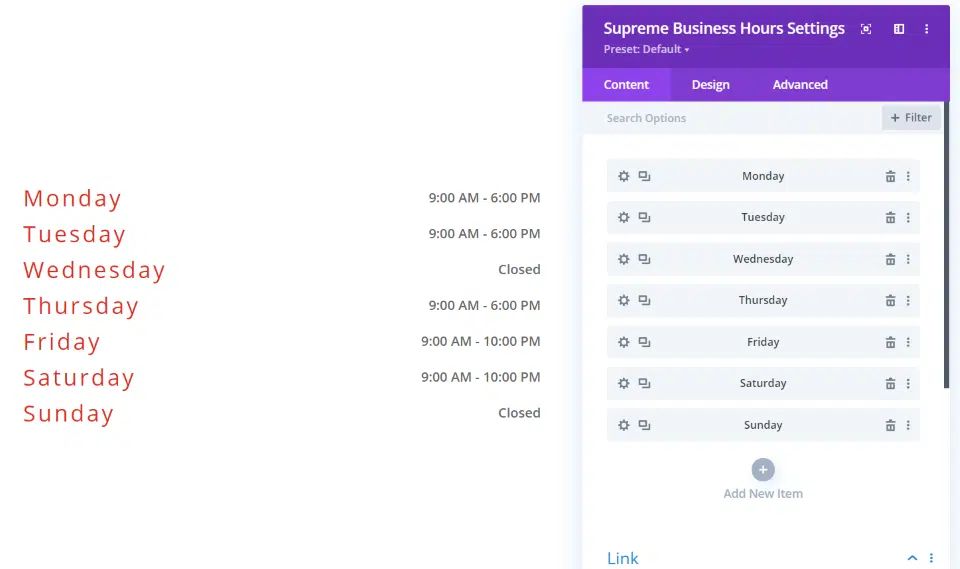 Monday 9:00 AM - 6:00 PM
Tuesday 9:00 AM - 6:00 PM
Wednesday Closed
Thursday 9:00 AM - 6:00 PM
Friday 9:00 AM - 10:00 PM
Saturday 9:00 AM - 10:00 PM
Sunday Closed
Supreme Business Hours Settings
Preset: Default
Content Design Advanced
Search Options + Filter
Monday
Tuesday
Wednesday
Thursday
Friday
Saturday
Sunday
Add New Item
Link